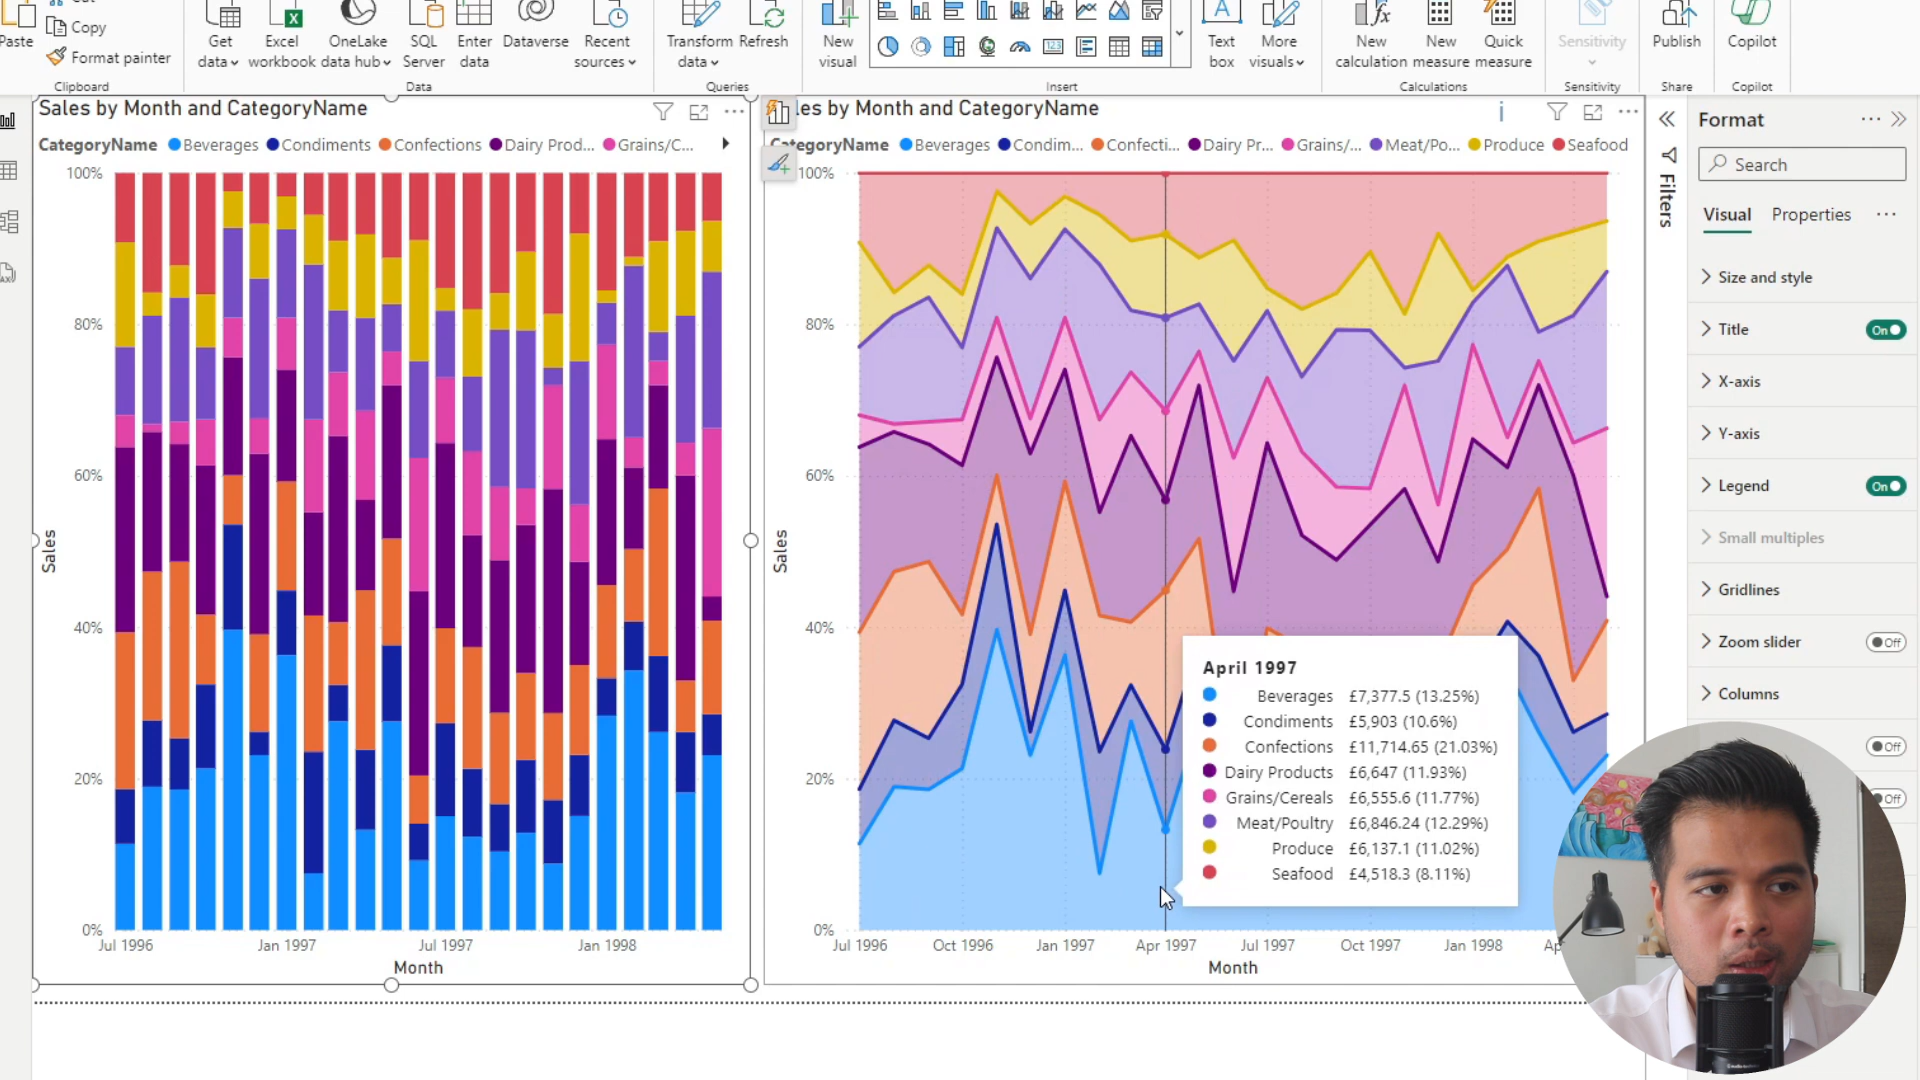 Paste
Copy
Format painter
Clipboard
Get
data
Excel
workbook
OneLake
data hub
SQL
Server
Enter
data
Dataverse
Recent
sources
Data
Transform
data
Refresh
Queries
New
visual
Insert
Text
box
More
visuals
New
calculation
New
measure
Quick
measure
Calculations
Sensitivity
Sensitivity
Publish
Share
Copilot
Copilot
Sales by Month and CategoryName
CategoryName Beverages Condiments Confections Dairy Prod... Grains/C...
100%
80%
60%
40%
20%
0%
Sales
Jul 1996 Jan 1997 Jul 1997 Jan 1998
Month
les by Month and CategoryName
CategoryName Beverages Condim... Confecti... Dairy Pr... Grains/... Meat/Po... Produce Seafood
100%
80%
60%
40%
20%
0%
Sales
Jul 1996 Oct 1996 Jan 1997 Apr 1997 Jul 1997 Oct 1997 Jan 1998 Ap
Month
April 1997
Beverages £7,377.5 (13.25%)
Condiments £5,903 (10.6%)
Confections £11,714.65 (21.03%)
Dairy Products £6,647 (11.93%)
Grains/Cereals £6,555.6 (11.77%)
Meat/Poultry £6,846.24 (12.29%)
Produce £6,137.1 (11.02%)
Seafood £4,518.3 (8.11%)
Filters
Format
Search
Visual Properties
Size and style
Title On
X-axis
Y-axis
Legend On
Small multiples
Gridlines
Zoom slider Off
Columns
Off
Off